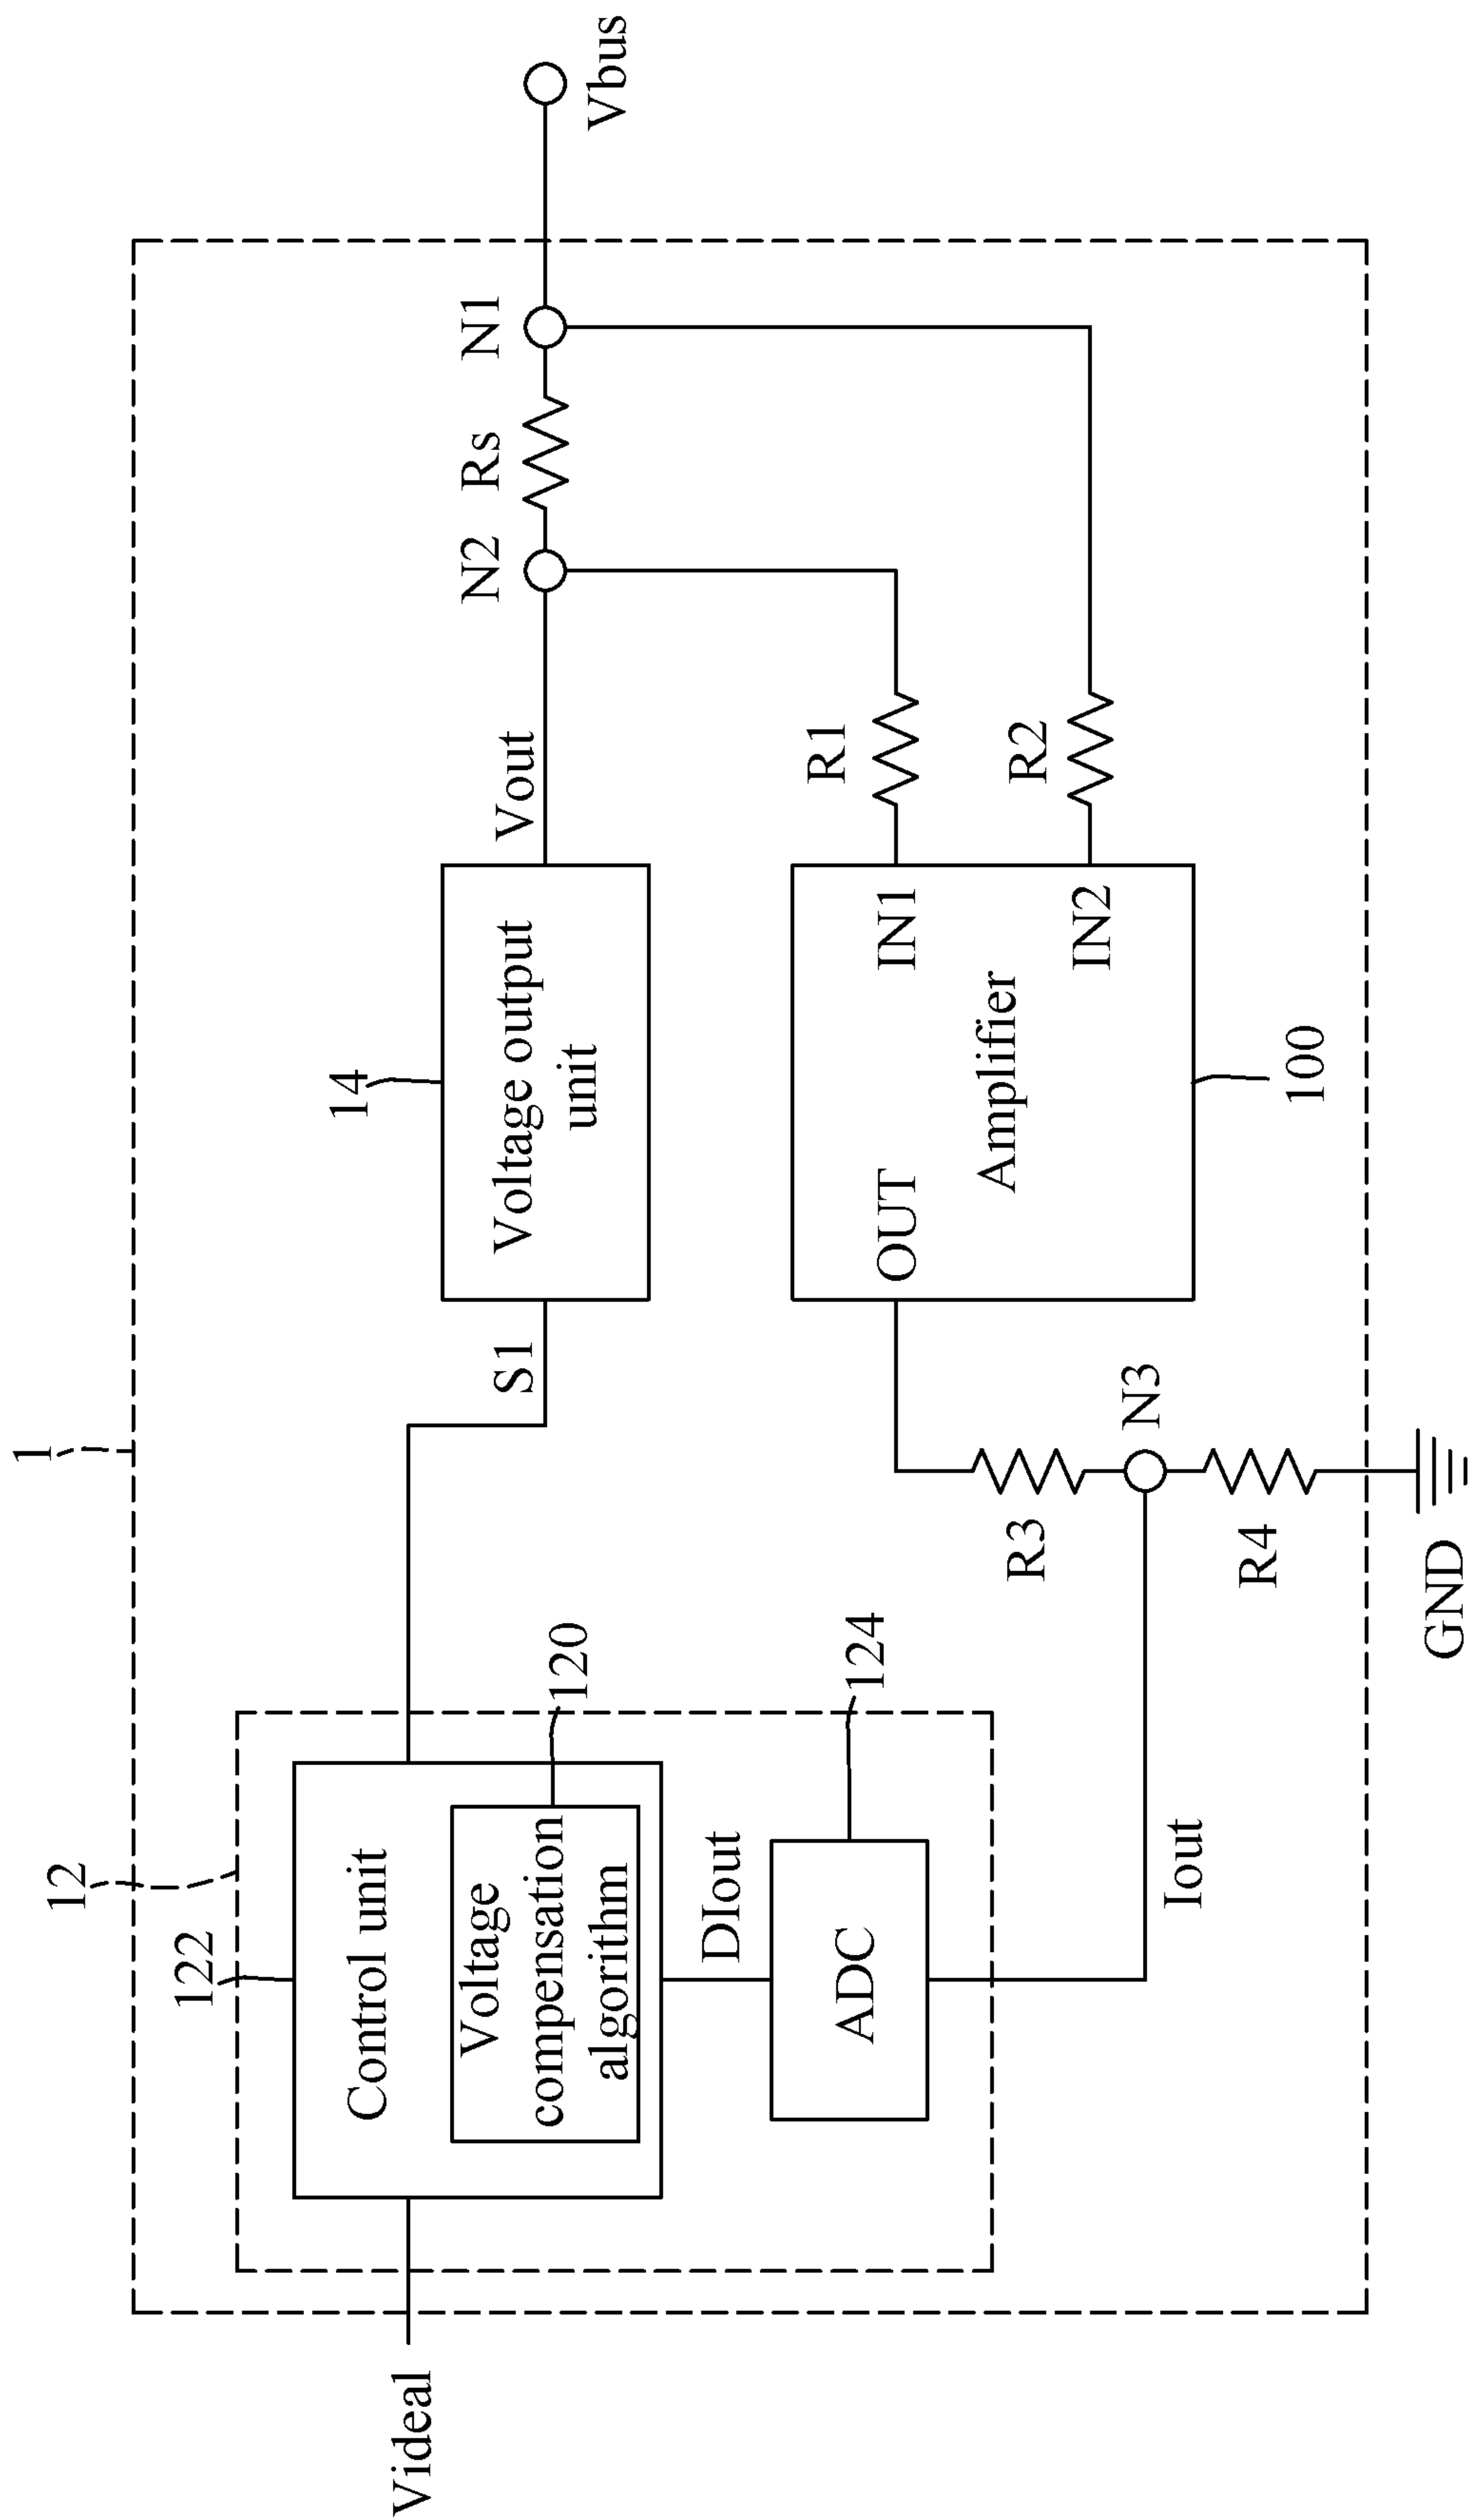 1
12
122
Control unit
Voltage
compensation
algorithm
120
Videal
DIout
ADC
124
Iout
S1
14
Voltage output
unit
Vout
N2
Rs
N1
Vbus
R1
R2
IN1
IN2
OUT
Amplifier
100
R3
N3
R4
GND